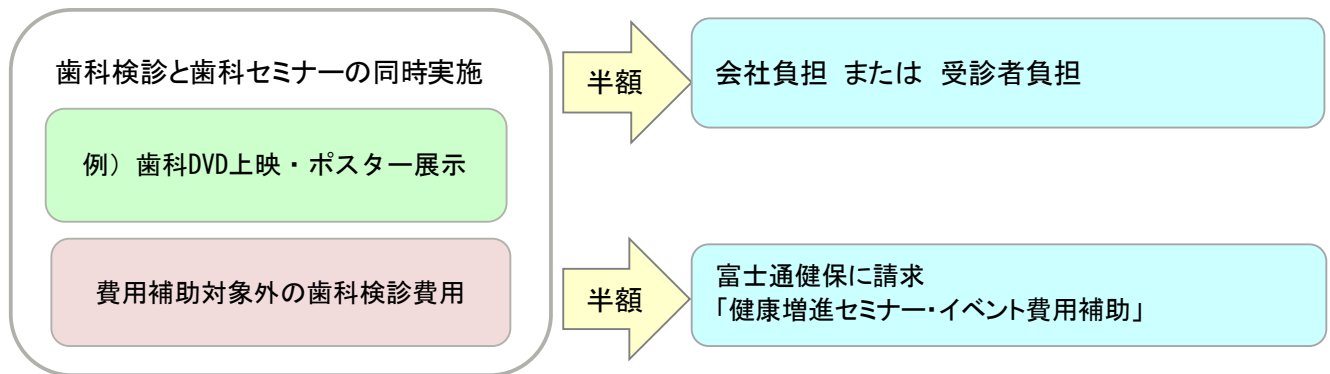 歯科検診と歯科セミナーの同時実施
例）歯科DVD上映・ポスター展示
費用補助対象外の歯科検診費用
半額
会社負担 または 受診者負担
半額
富士通健保に請求
「健康増進セミナー・イベント費用補助」